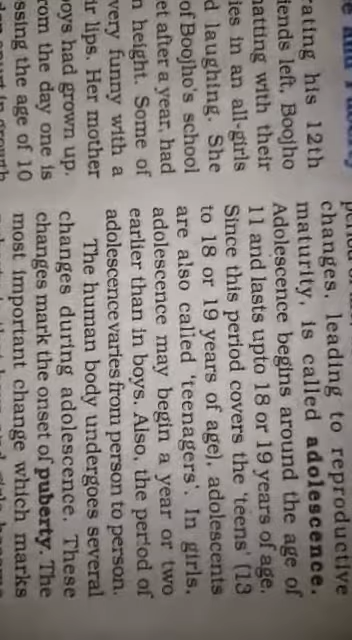 e and Puberty
rating his 12th
iends left, Boojho
hatting with their
ies in an all-girls
d laughing. She
of Boojho's school
et after a year, had
n height. Some of
very funny with a
ir lips. Her mother
oys had grown up.
rom the day one is
ssing the age of 10
changes, leading to reproductive
maturity, is called adolescence.
Adolescence begins around the age of
11 and lasts upto 18 or 19 years of age.
Since this period covers the 'teens' (13
to 18 or 19 years of age), adolescents
are also called 'teenagers'. In girls,
adolescence may begin a year or two
earlier than in boys. Also, the period of
adolescence varies from person to person.
The human body undergoes several
changes during adolescence. These
changes mark the onset of puberty. The
most important change which marks